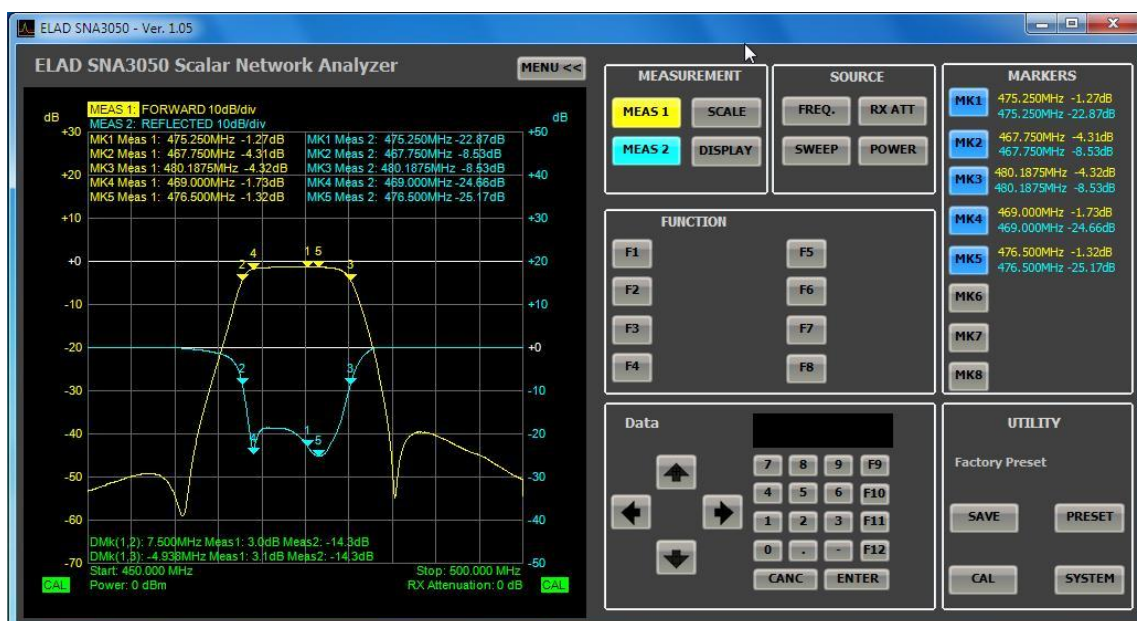 ELAD SNA3050 - Ver. 1.05
ELAD SNA3050 Scalar Network Analyzer
MENU <<
dB
MEAS 1: FORWARD 10dB/div
MEAS 2: REFLECTED 10dB/div
dB
MK1 Meas 1: 475.250MHz -1.27dB
MK2 Meas 1: 467.750MHz -4.31dB
MK3 Meas 1: 480.1875MHz -4.32dB
MK4 Meas 1: 469.000MHz -1.73dB
MK5 Meas 1: 476.500MHz -1.32dB
MK1 Meas 2: 475.250MHz -22.87dB
MK2 Meas 2: 467.750MHz -8.53dB
MK3 Meas 2: 480.1875MHz -8.53dB
MK4 Meas 2: 469.000MHz -24.66dB
MK5 Meas 2: 476.500MHz -25.17dB
+30
+20
+10
+0
-10
-20
-30
-40
-50
-60
-70
+50
+40
+30
+20
+10
+0
-10
-20
-30
-40
-50
2
4
1
5
3
2
4
1
5
3
DMk(1,2): 7.500MHz Meas1: 3.0dB Meas2: -14.3dB
DMk(1,3): -4.938MHz Meas1: 3.1dB Meas2: -14.3dB
Start: 450.000 MHz
Stop: 500.000 MHz
CAL
Power: 0 dBm
RX Attenuation: 0 dB
CAL
MEASUREMENT
MEAS 1
SCALE
MEAS 2
DISPLAY
SOURCE
FREQ.
RX ATT
SWEEP
POWER
MARKERS
MK1
475.250MHz -1.27dB
475.250MHz -22.87dB
MK2
467.750MHz -4.31dB
467.750MHz -8.53dB
MK3
480.1875MHz -4.32dB
480.1875MHz -8.53dB
MK4
469.000MHz -1.73dB
469.000MHz -24.66dB
MK5
476.500MHz -1.32dB
476.500MHz -25.17dB
MK6
MK7
MK8
FUNCTION
F1
F5
F2
F6
F3
F7
F4
F8
Data
7 8 9 F9
4 5 6 F10
1 2 3 F11
0 . - F12
CANC ENTER
UTILITY
Factory Preset
SAVE
PRESET
CAL
SYSTEM